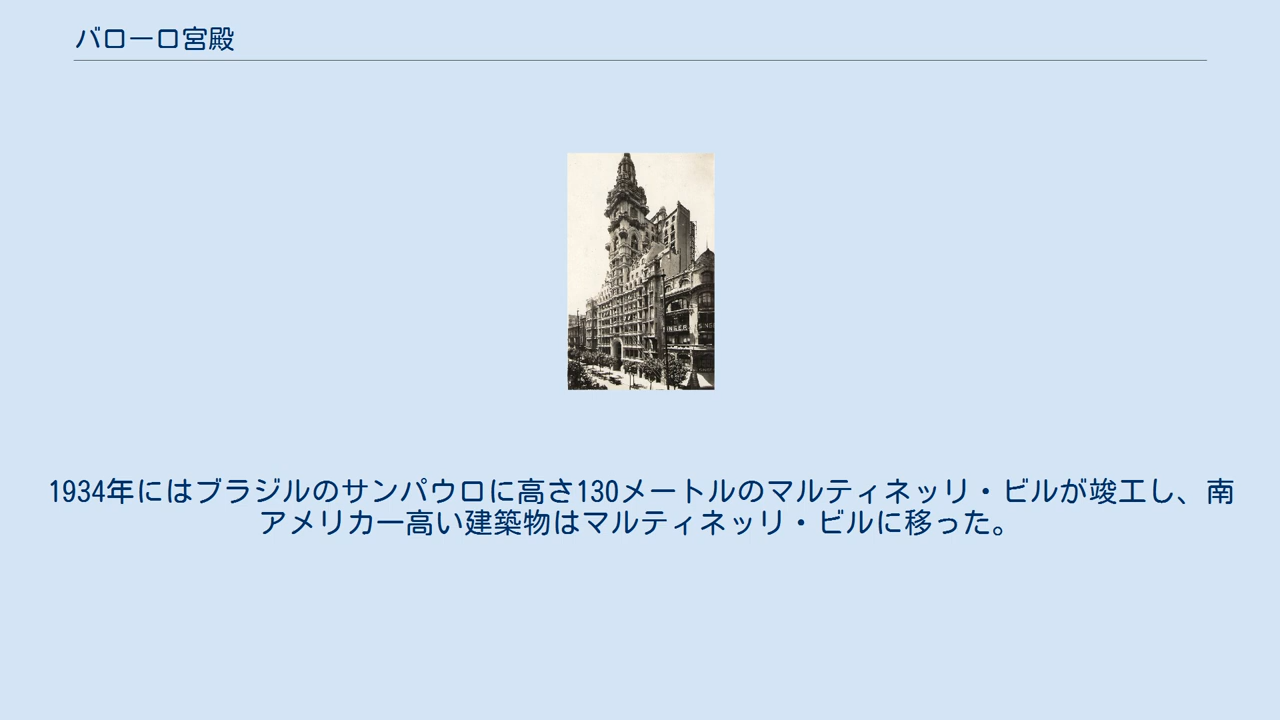 バローロ宮殿
1934年にはブラジルのサンパウロに高さ130メートルのマルティネッリ・ビルが竣工し、南
アメリカ一高い建築物はマルティネッリ・ビルに移った。